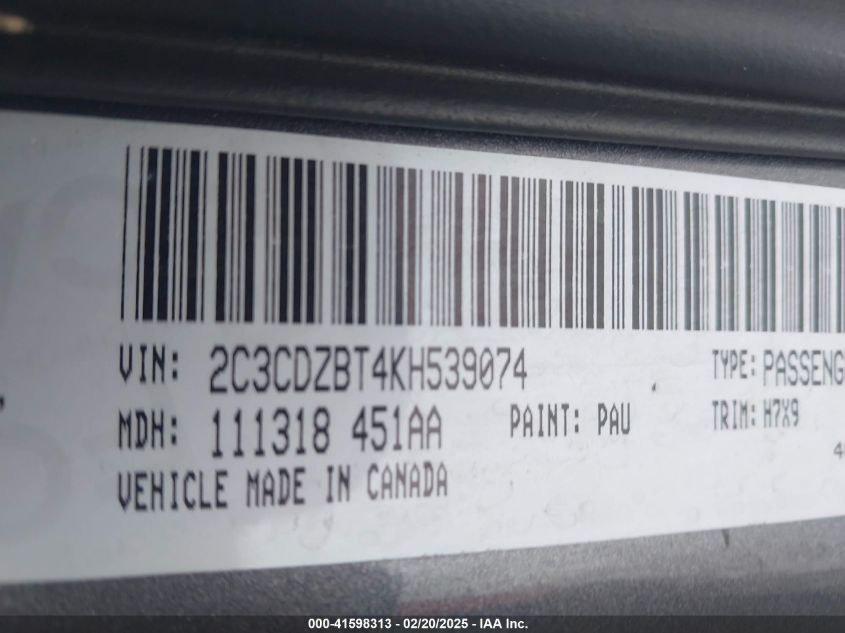 VIN: 2C3CDZBT4KH539074 TYPE: PASSENG
MDH: 111318 451AA PAINT: PAU TRIM: H7X9
VEHICLE MADE IN CANADA
000-41598313 - 02/20/2025 - IAA Inc.